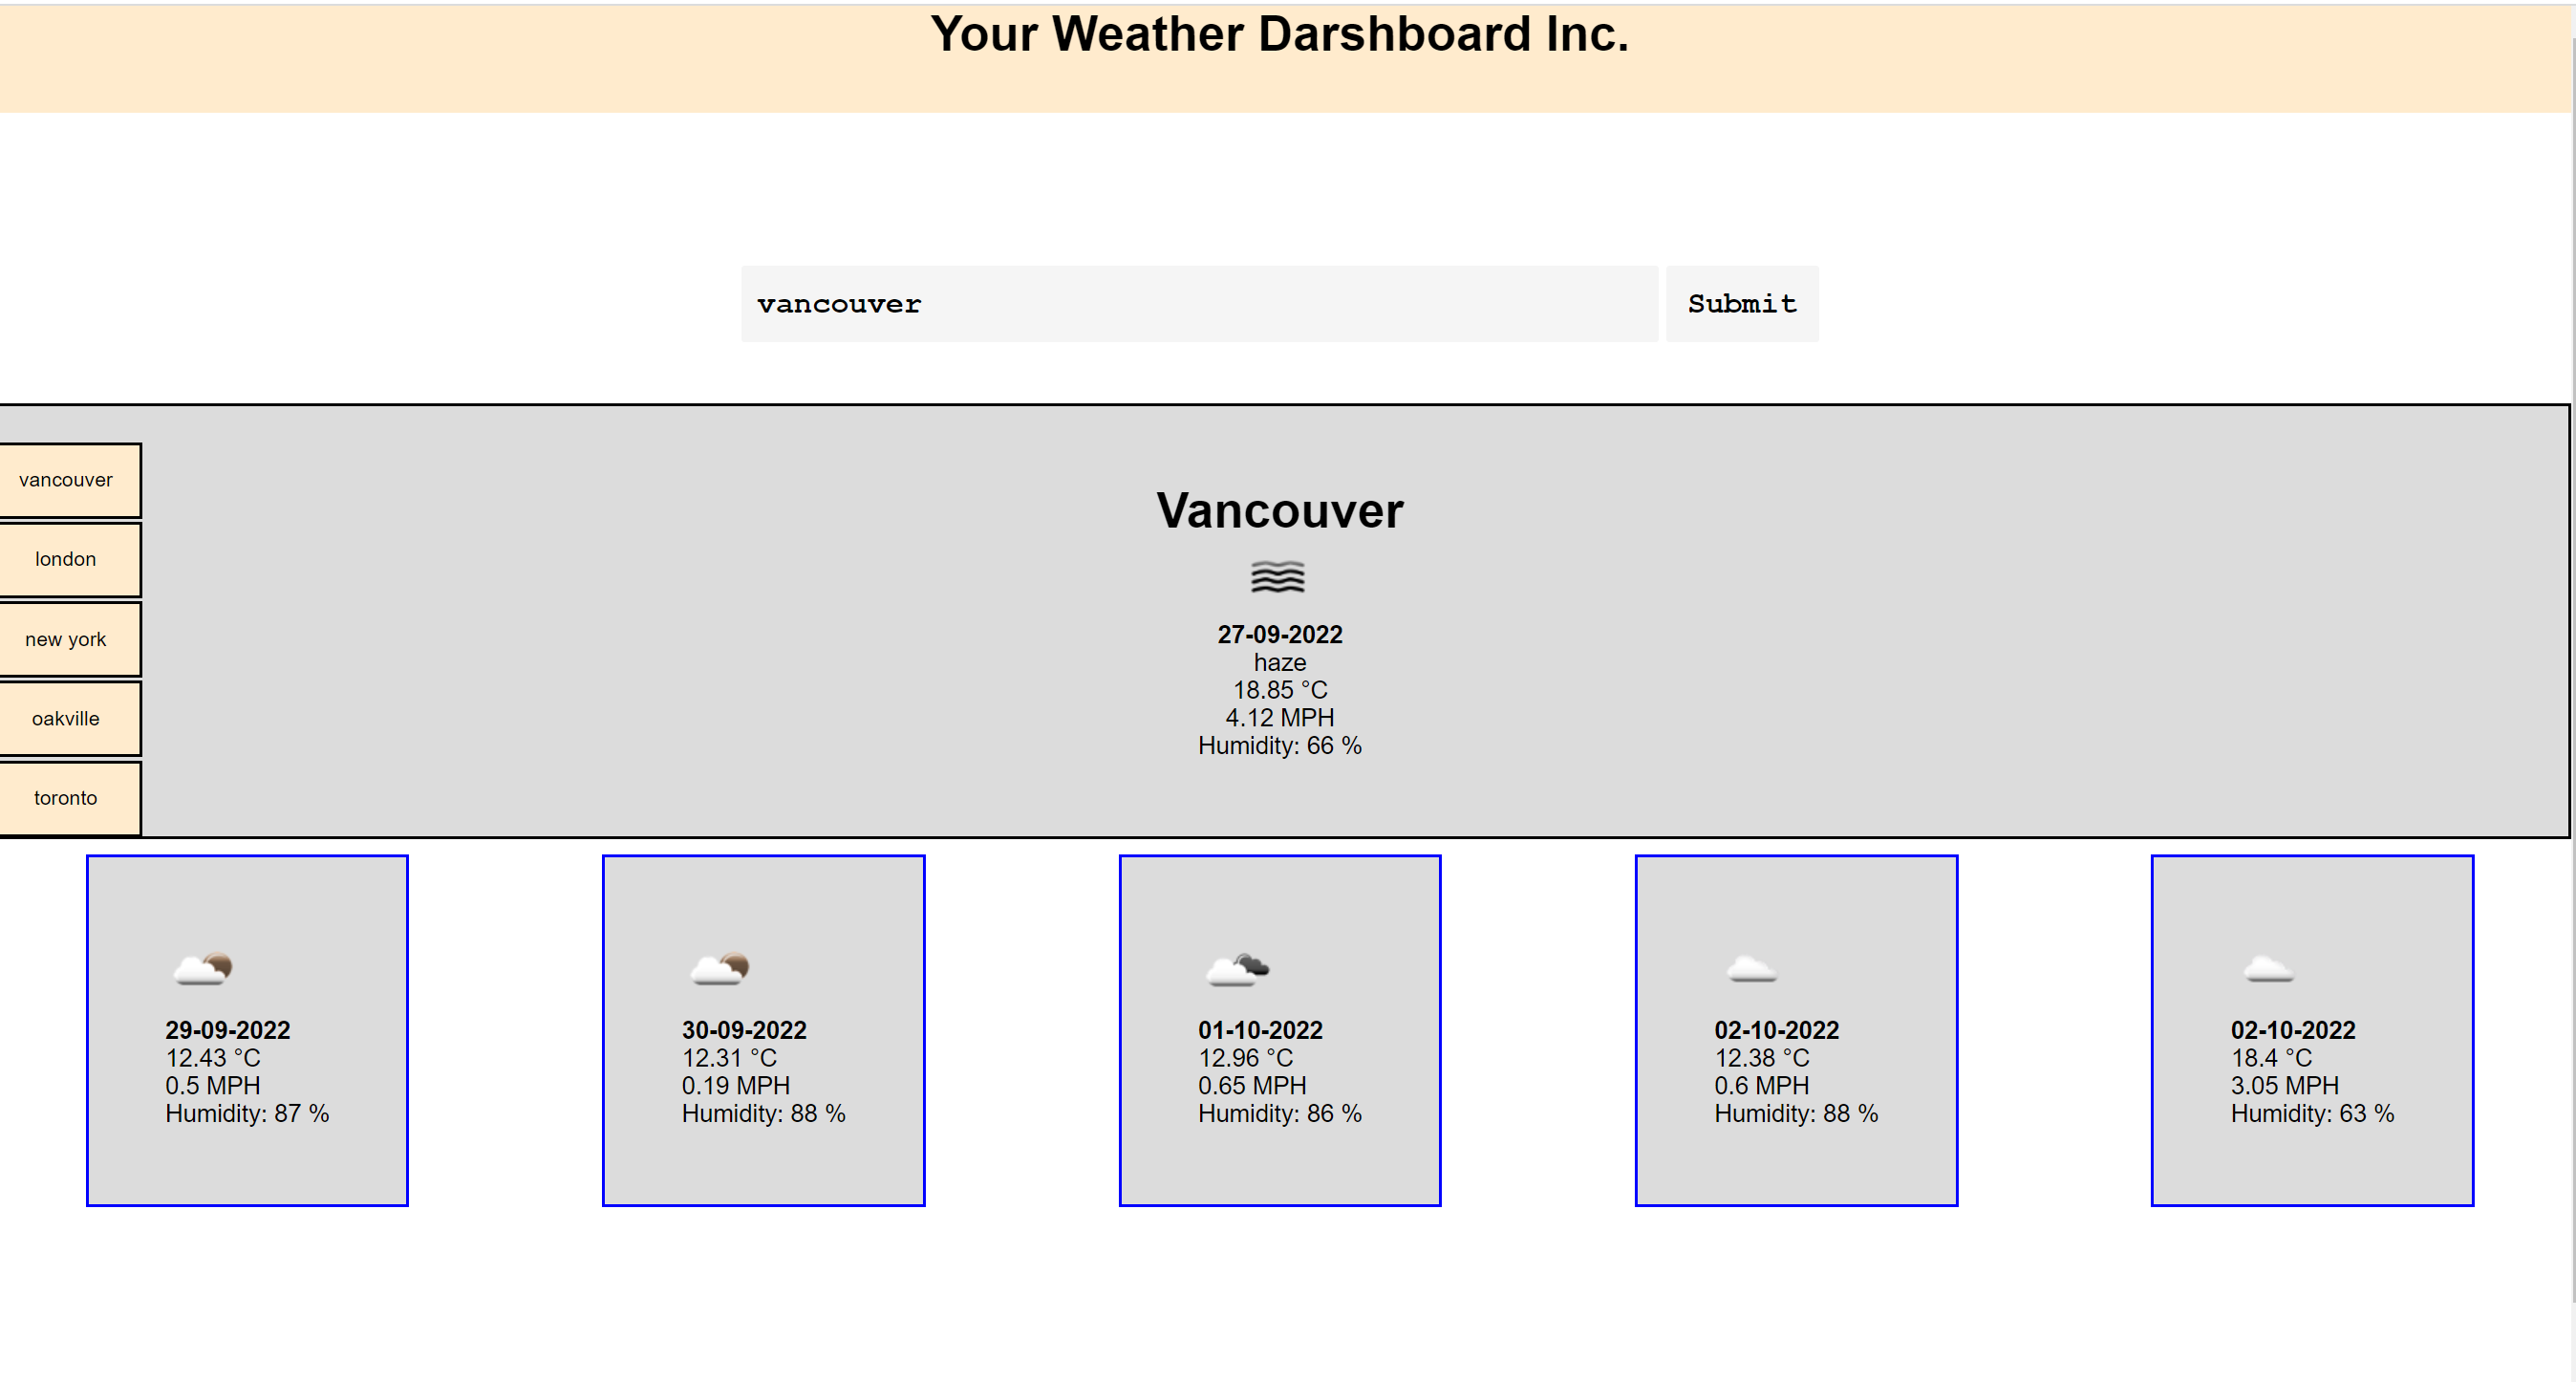 Your Weather Darshboard Inc.
vancouver
Submit
vancouver
london
new york
oakville
toronto
Vancouver
27-09-2022
haze
18.85 °C
4.12 MPH
Humidity: 66 %
29-09-2022
12.43 °C
0.5 MPH
Humidity: 87 %
30-09-2022
12.31 °C
0.19 MPH
Humidity: 88 %
01-10-2022
12.96 °C
0.65 MPH
Humidity: 86 %
02-10-2022
12.38 °C
0.6 MPH
Humidity: 88 %
02-10-2022
18.4 °C
3.05 MPH
Humidity: 63 %